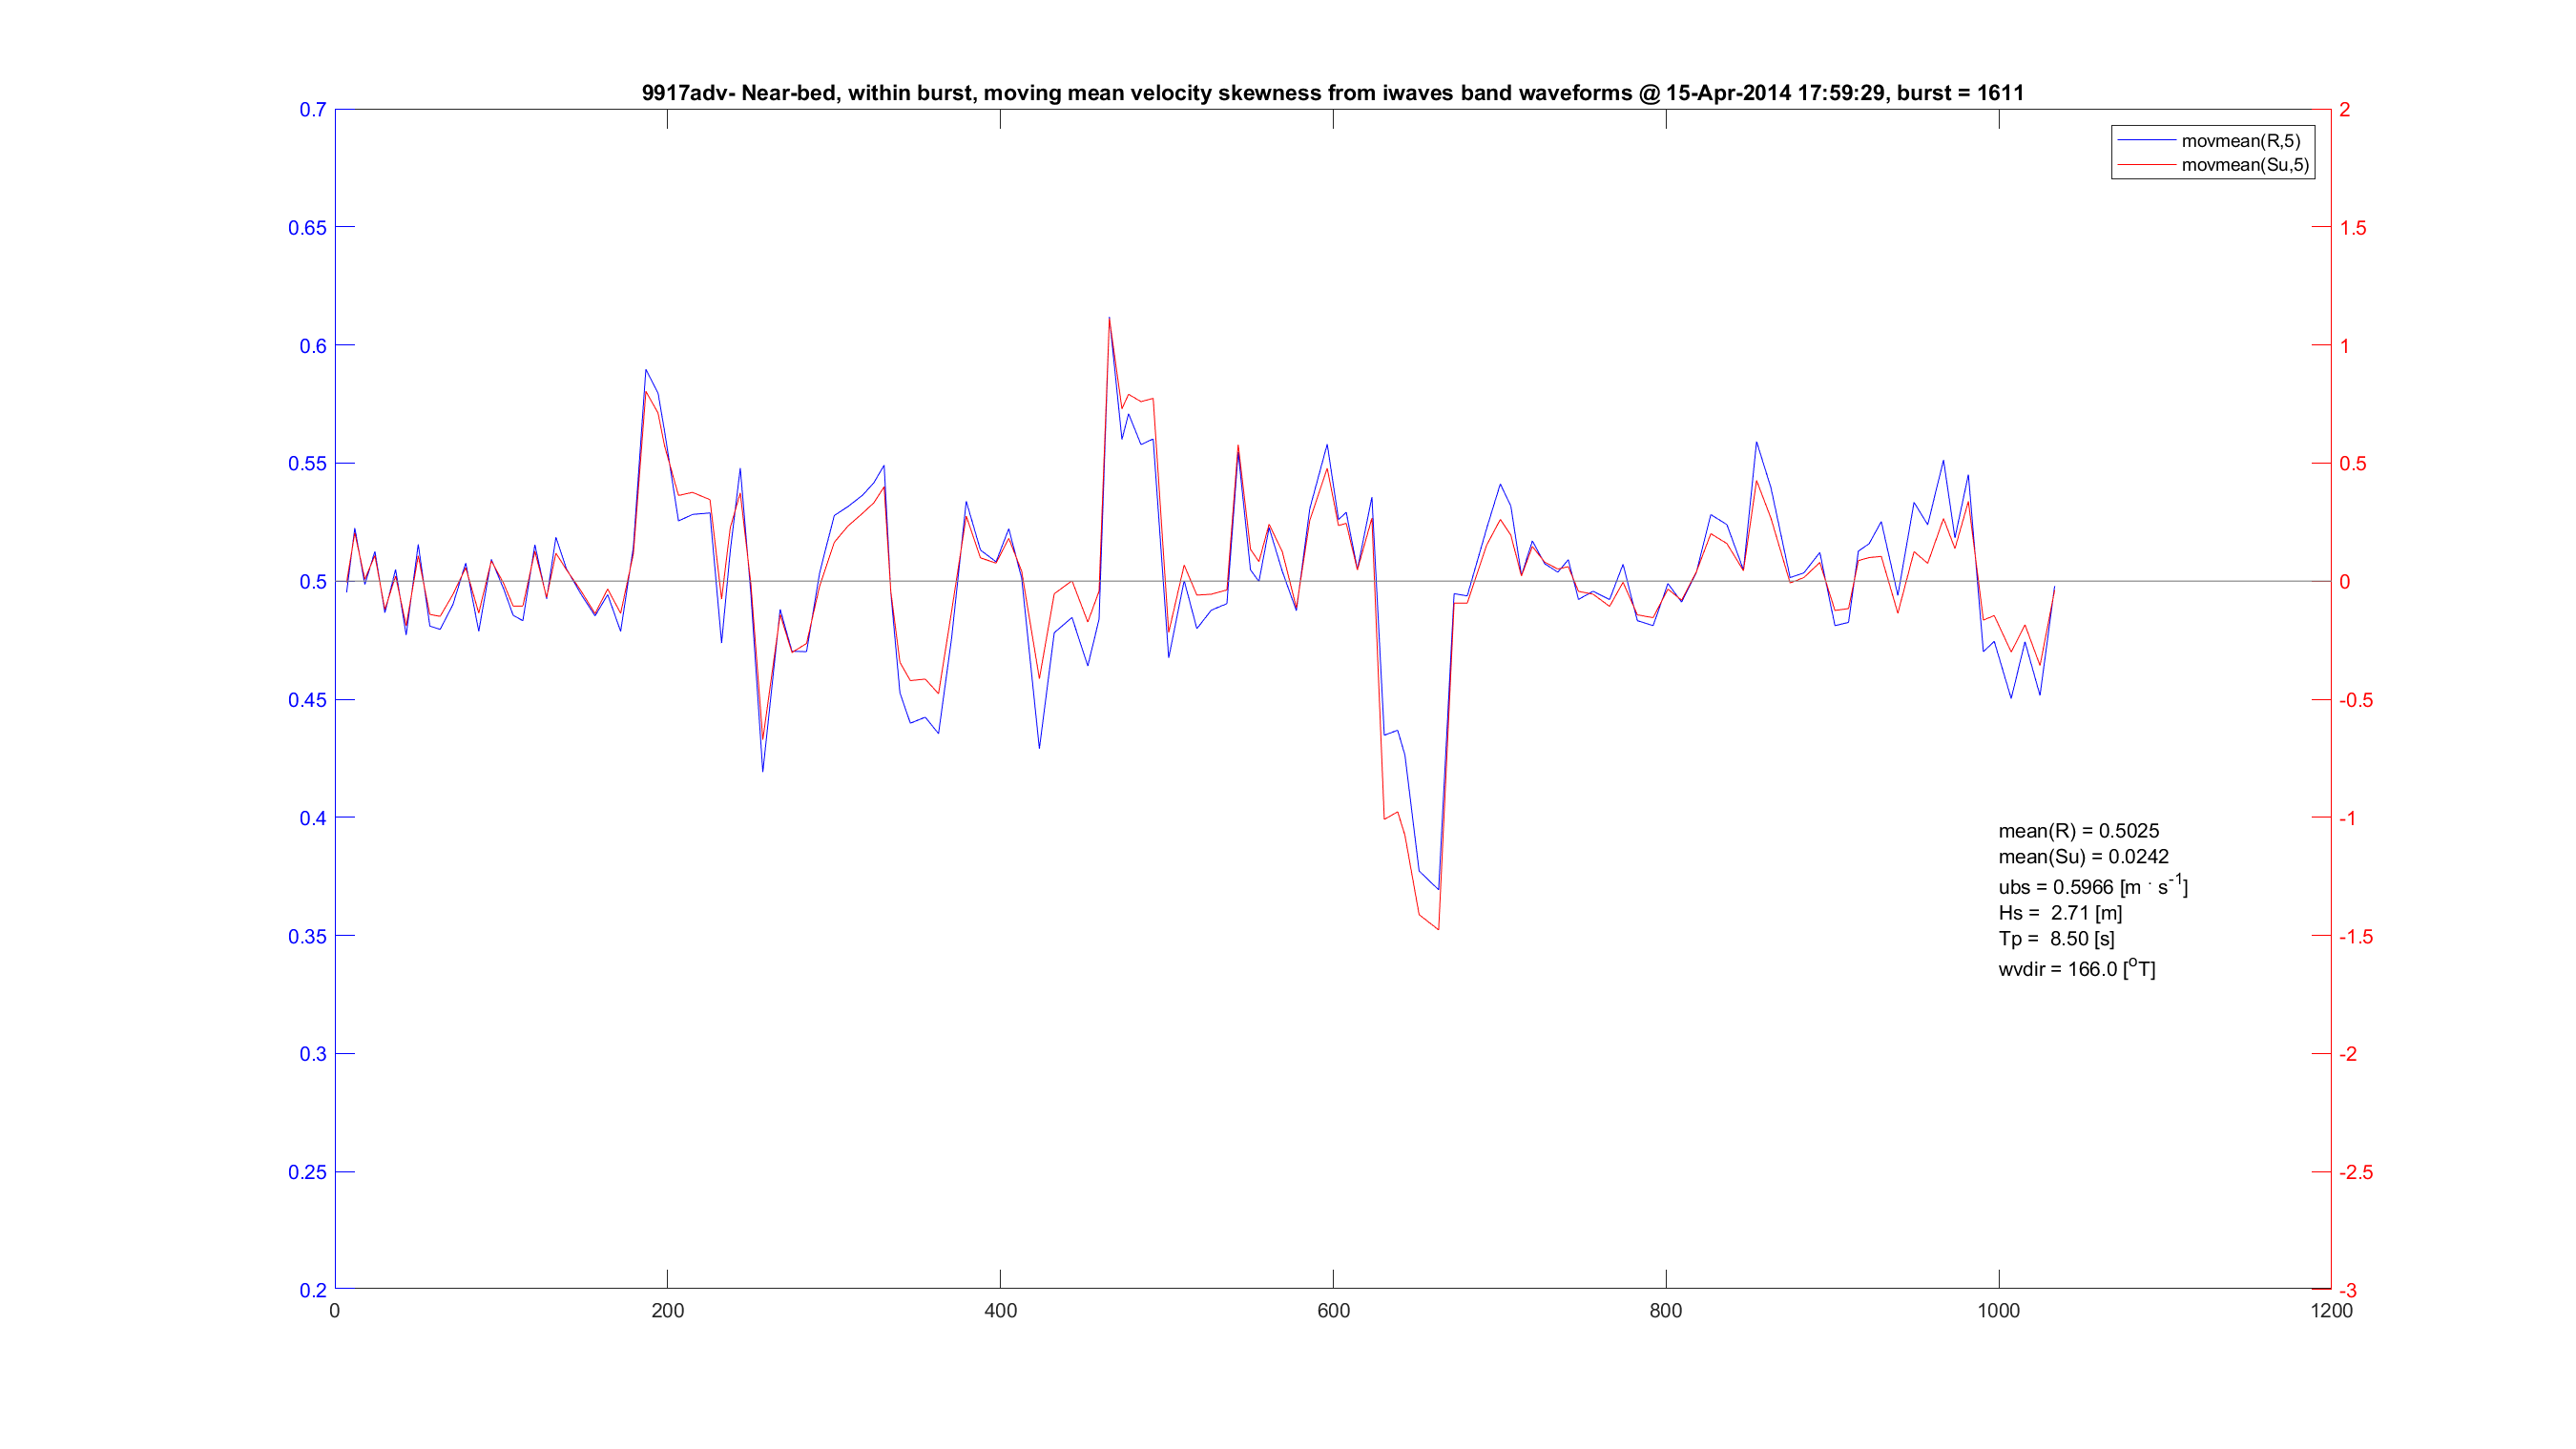 9917adv- Near-bed, within burst, moving mean velocity skewness from iwaves band waveforms @ 15-Apr-2014 17:59:29, burst = 1611
movmean(R,5)
movmean(Su,5)
0.7
0.65
0.6
0.55
0.5
0.45
0.4
0.35
0.3
0.25
0.2
2
1.5
1
0.5
0
-0.5
-1
-1.5
-2
-2.5
-3
mean(R) = 0.5025
mean(Su) = 0.0242
ubs = 0.5966 [m · s⁻¹]
Hs = 2.71 [m]
Tp = 8.50 [s]
wvdir = 166.0 [ᵒT]
0 200 400 600 800 1000 1200